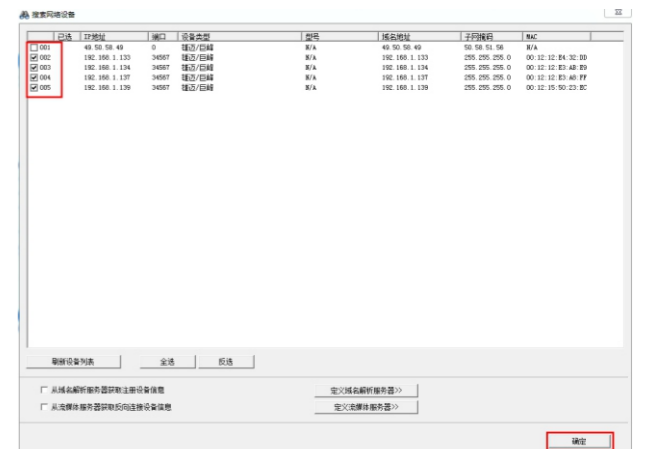 搜索网络设备
已选 IP地址 端口 设备类型 型号 域名地址 子网掩码 MAC
001 49.50.58.49 0 雄迈/巨峰 N/A 49.50.58.49 50.58.51.56 N/A
002 192.168.1.133 34567 雄迈/巨峰 N/A 192.168.1.133 255.255.255.0 00:12:12:E4:32:DD
003 192.168.1.134 34567 雄迈/巨峰 N/A 192.168.1.134 255.255.255.0 00:12:12:E3:A8:E9
004 192.168.1.137 34567 雄迈/巨峰 N/A 192.168.1.137 255.255.255.0 00:12:12:E3:A8:FF
005 192.168.1.139 34567 雄迈/巨峰 N/A 192.168.1.139 255.255.255.0 00:12:15:50:23:EC
刷新设备列表 全选 反选
从域名解析服务器获取注册设备信息 定义域名解析服务器>>
从流媒体服务器获取反向连接设备信息 定义流媒体服务器>>
确定